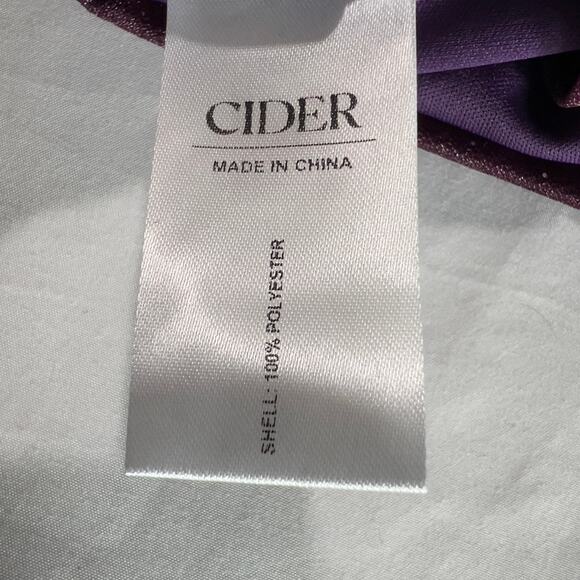 CIDER
MADE IN CHINA
SHELL: 100% POLYESTER